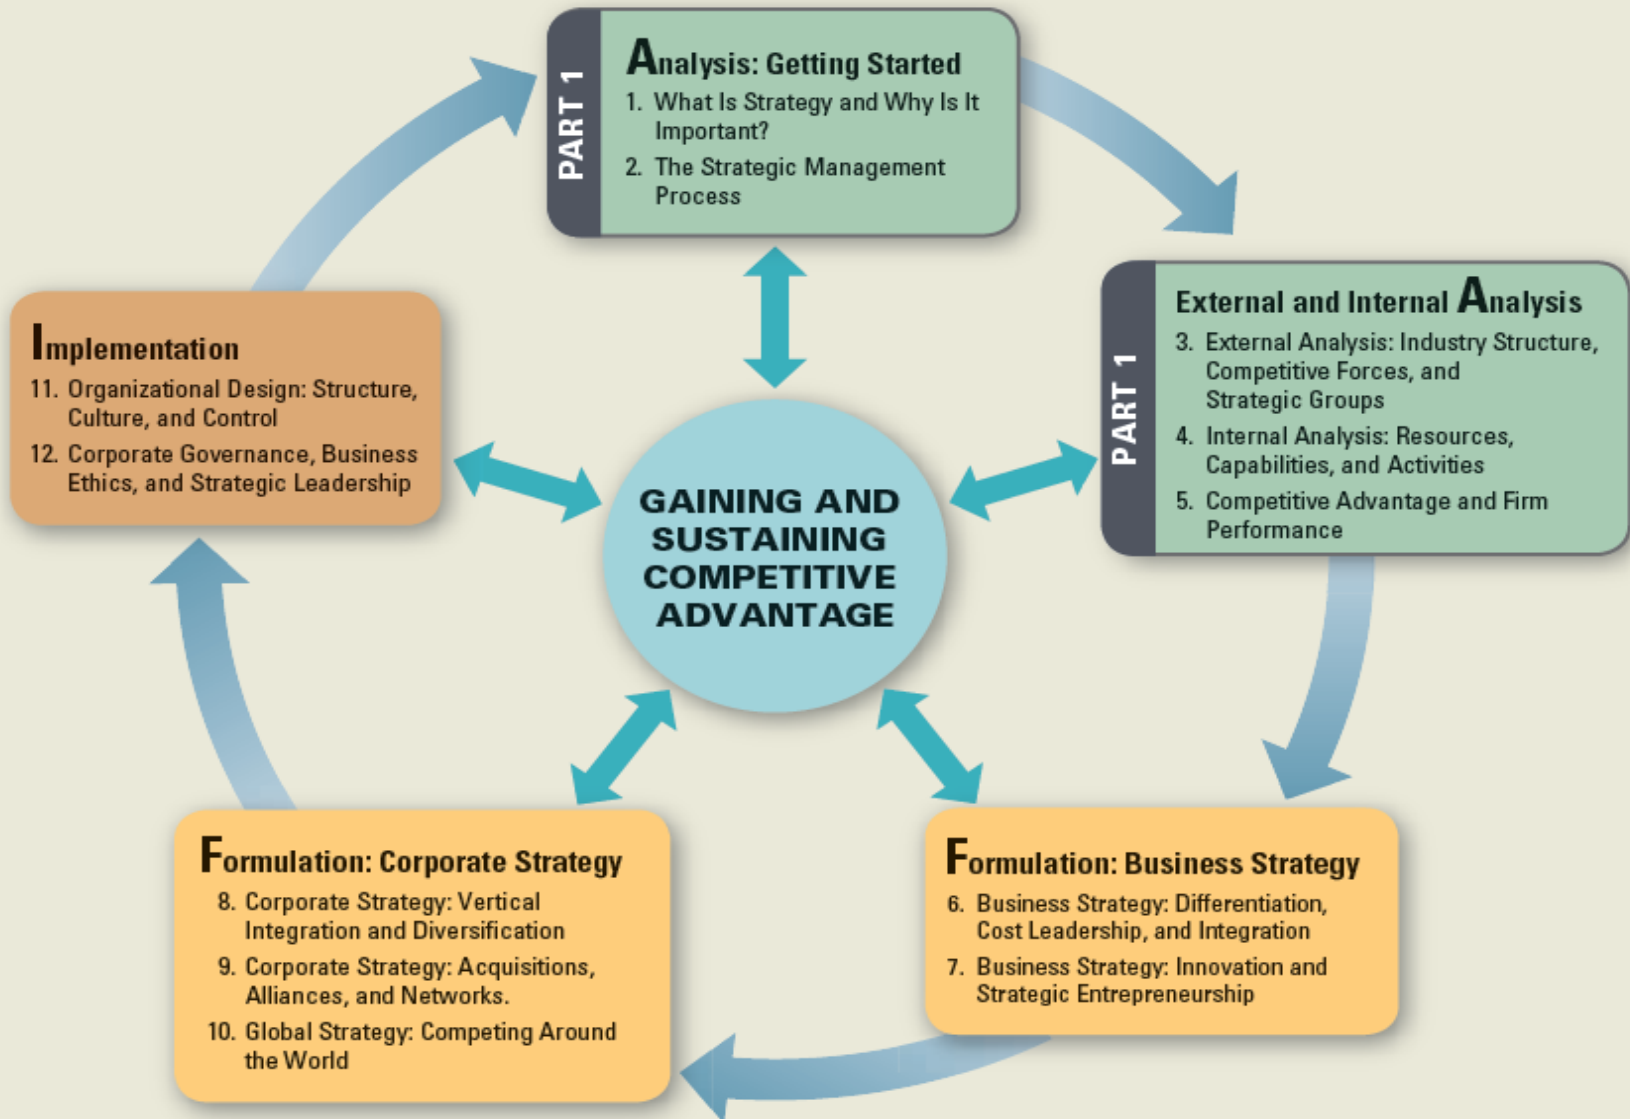 PART 1
Analysis: Getting Started
1. What Is Strategy and Why Is It
Important?
2. The Strategic Management
Process
PART 1
External and Internal Analysis
3. External Analysis: Industry Structure,
Competitive Forces, and
Strategic Groups
4. Internal Analysis: Resources,
Capabilities, and Activities
5. Competitive Advantage and Firm
Performance
Formulation: Business Strategy
6. Business Strategy: Differentiation,
Cost Leadership, and Integration
7. Business Strategy: Innovation and
Strategic Entrepreneurship
Formulation: Corporate Strategy
8. Corporate Strategy: Vertical
Integration and Diversification
9. Corporate Strategy: Acquisitions,
Alliances, and Networks.
10. Global Strategy: Competing Around
the World
Implementation
11. Organizational Design: Structure,
Culture, and Control
12. Corporate Governance, Business
Ethics, and Strategic Leadership
GAINING AND
SUSTAINING
COMPETITIVE
ADVANTAGE